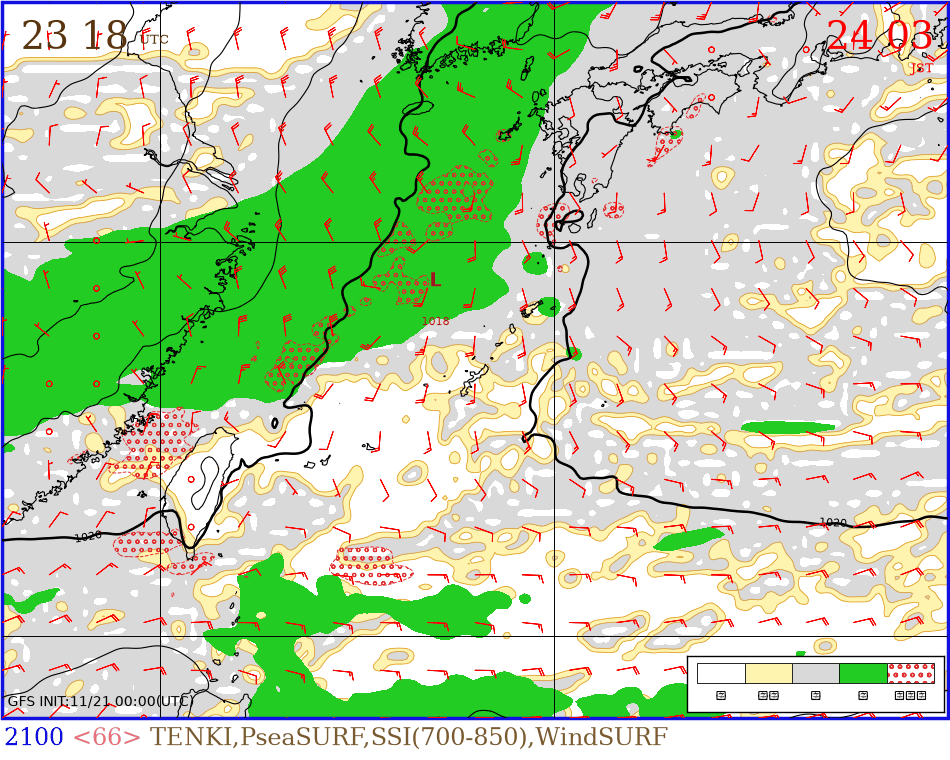 23 18 UTC
24 03 JST
L
1018
1020
1020
GFS INIT:11/21 00:00(UTC)
2100 <66> TENKI,PseaSURF,SSI(700-850),WindSURF